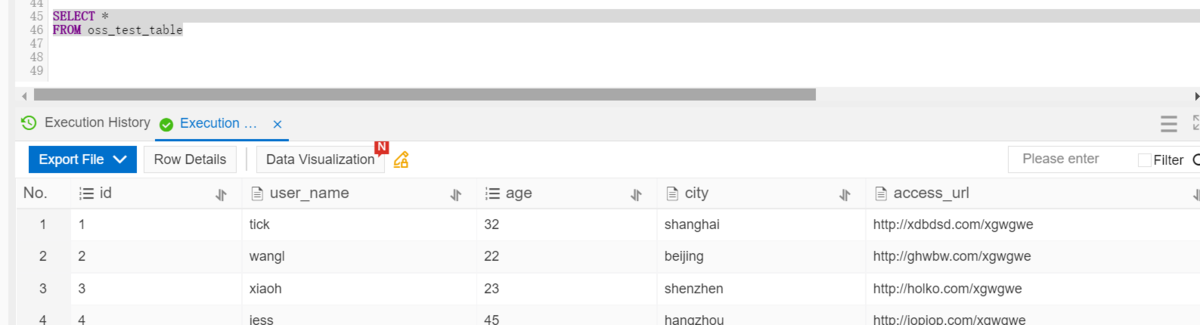 44
45 SELECT *
46 FROM oss_test_table
47
48
49
Execution History Execution ... ×
Export File Row Details Data Visualization N Please enter Filter
No. id user_name age city access_url
1 1 tick 32 shanghai http://xdbdsd.com/xgwgwe
2 2 wangl 22 beijing http://ghwbw.com/xgwgwe
3 3 xiaoh 23 shenzhen http://holko.com/xgwgwe
4 4 jess 45 hangzhou http://jopjop.com/xgwgwe